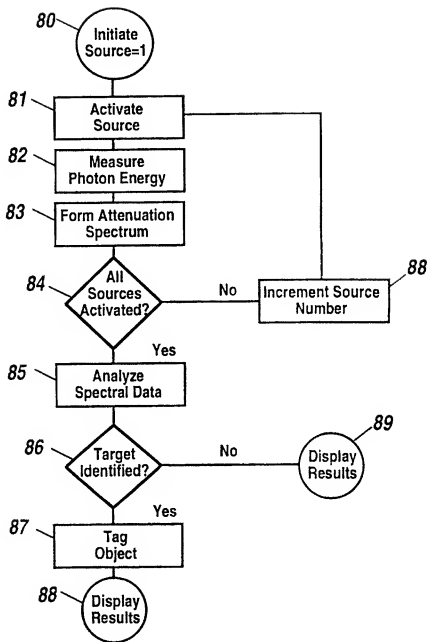 80
Initiate
Source=1
81
Activate
Source
82
Measure
Photon Energy
83
Form Attenuation
Spectrum
84
All
Sources
Activated?
No
88
Increment Source
Number
Yes
85
Analyze
Spectral Data
86
Target
Identified?
No
89
Display
Results
Yes
87
Tag
Object
88
Display
Results